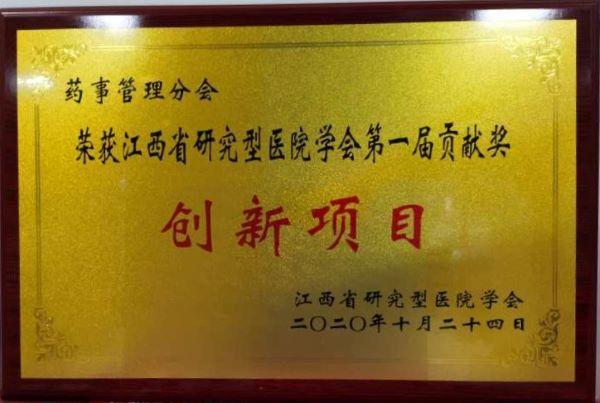 药事管理分会
荣获江西省研究型医院学会第一届贡献奖
创新项目
江西省研究型医院学会
二〇二〇年十月二十四日